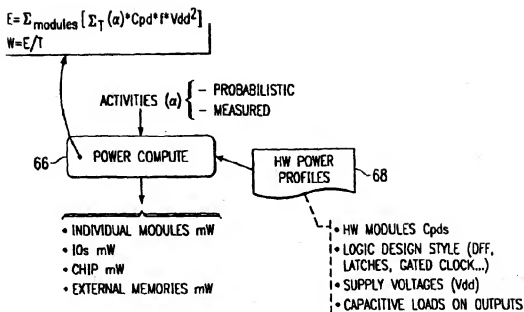 E=Σmodules[ΣT(α)*Cpd*f*Vdd²]
W=E/T
ACTIVITIES (α) { – PROBABILISTIC
– MEASURED
66 POWER COMPUTE
HW POWER PROFILES 68
• INDIVIDUAL MODULES mW
• IOs mW
• CHIP mW
• EXTERNAL MEMORIES mW
• HW MODULES Cpds
• LOGIC DESIGN STYLE (DFF,
LATCHES, GATED CLOCK...)
• SUPPLY VOLTAGES (Vdd)
• CAPACITIVE LOADS ON OUTPUTS